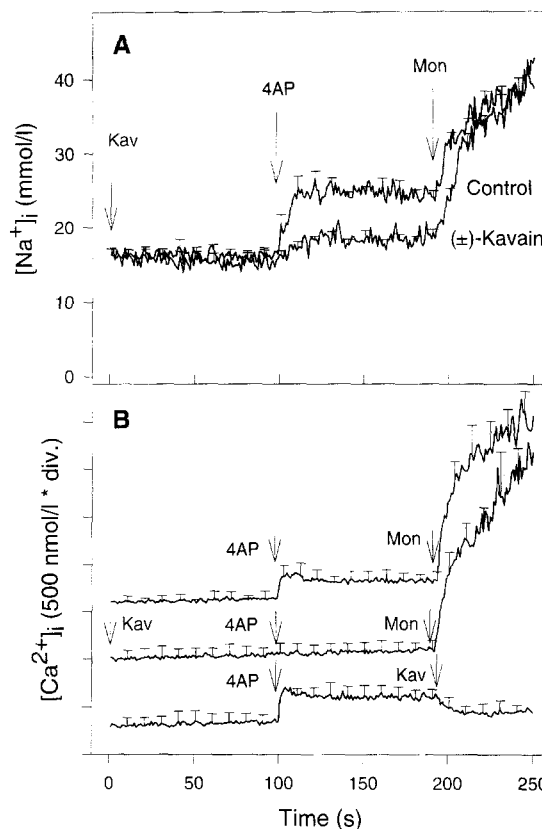 A
Kav
4AP
Mon
Control
(±)-Kavain
[Na+]i (mmol/l)
40
30
20
10
0
B
4AP
Mon
Kav
4AP
Mon
4AP
Kav
[Ca2+]i (500 nmol/l * div.)
0
50
100
150
200
250
Time (s)